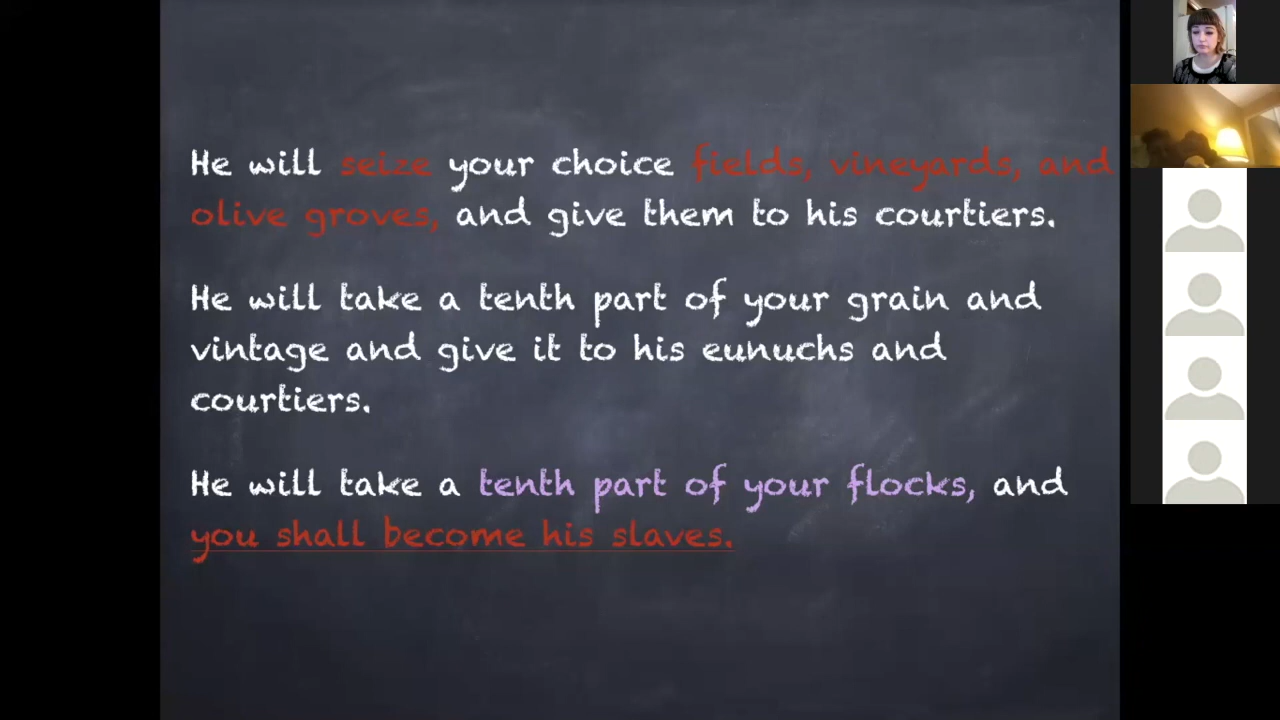 He will seize your choice fields, vineyards, and
olive groves, and give them to his courtiers.
He will take a tenth part of your grain and
vintage and give it to his eunuchs and
courtiers.
He will take a tenth part of your flocks, and
you shall become his slaves.